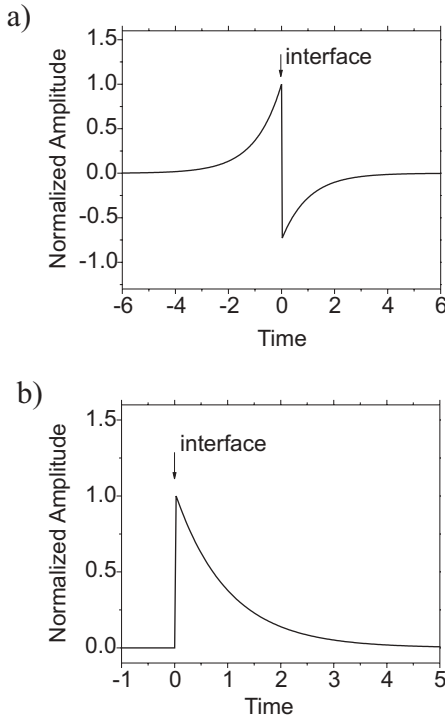 a)
1.5
interface
1.0
0.5
0.0
-0.5
-1.0
Normalized Amplitude
-6 -4 -2 0 2 4 6
Time
b)
1.5
interface
1.0
0.5
0.0
Normalized Amplitude
-1 0 1 2 3 4 5
Time